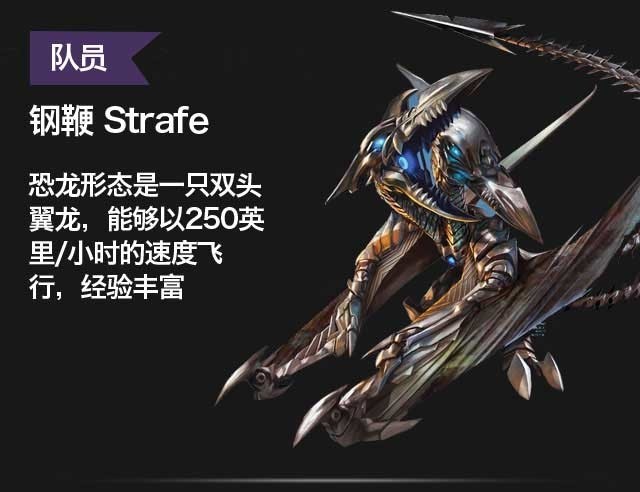 队员
钢鞭 Strafe
恐龙形态是一只双头
翼龙，能够以250英
里/小时的速度飞
行，经验丰富